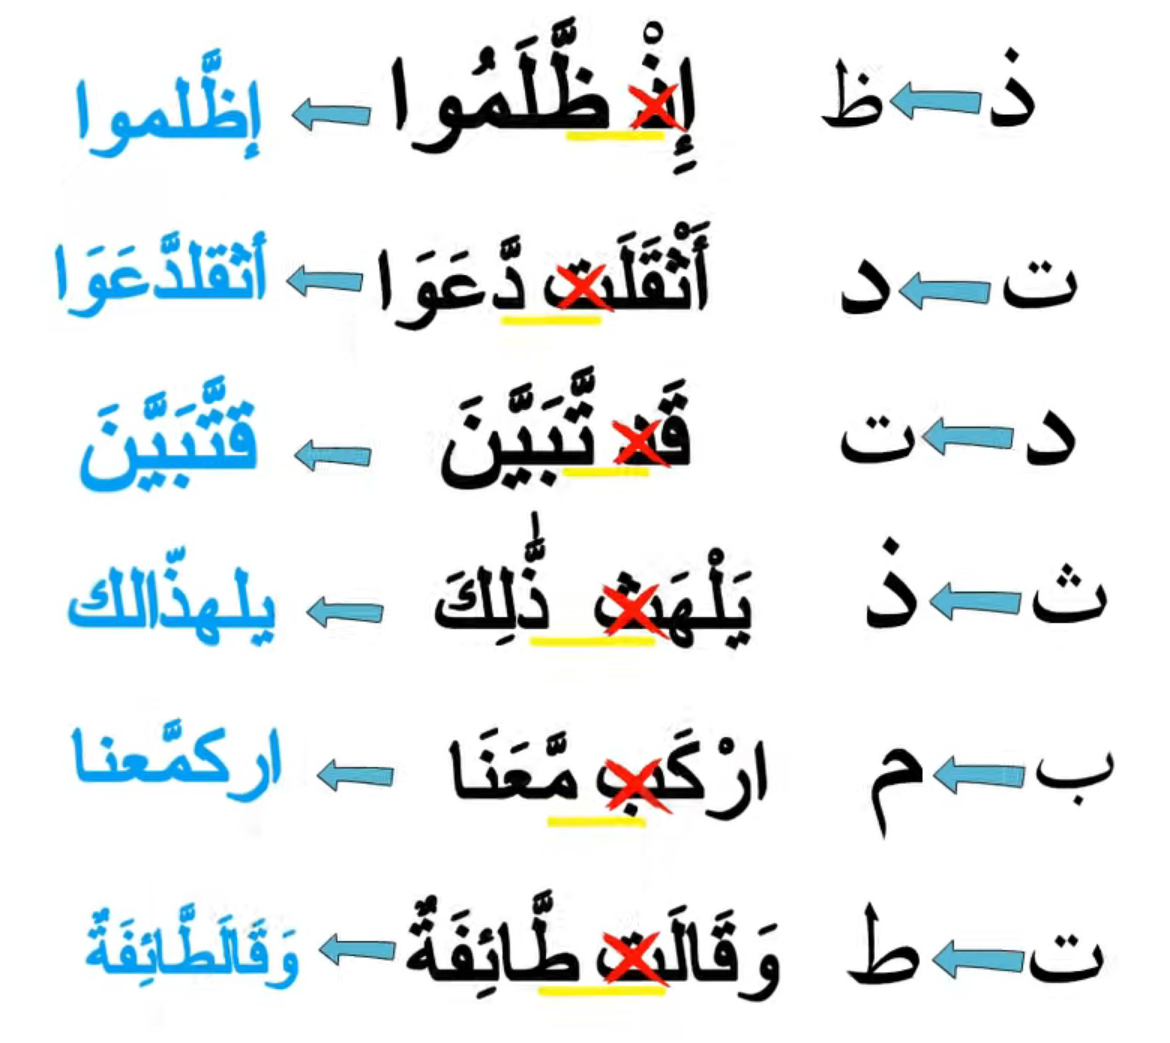 ذ ظ إِذْ ظَّلَمُوا إظَّلموا
ت د أَثْقَلَت دَّعَوَا أثقلدَّعَوَا
د ت قَد تَّبَيَّنَ قتَّبَيَّنَ
ث ذ يَلْهَث ذَّٰلِكَ يلهذّالك
ب م ارْكَب مَّعَنَا اركمَّعنا
ت ط وَقَالَت طَّائِفَةٌ وَقَالَطَّائِفَةٌ